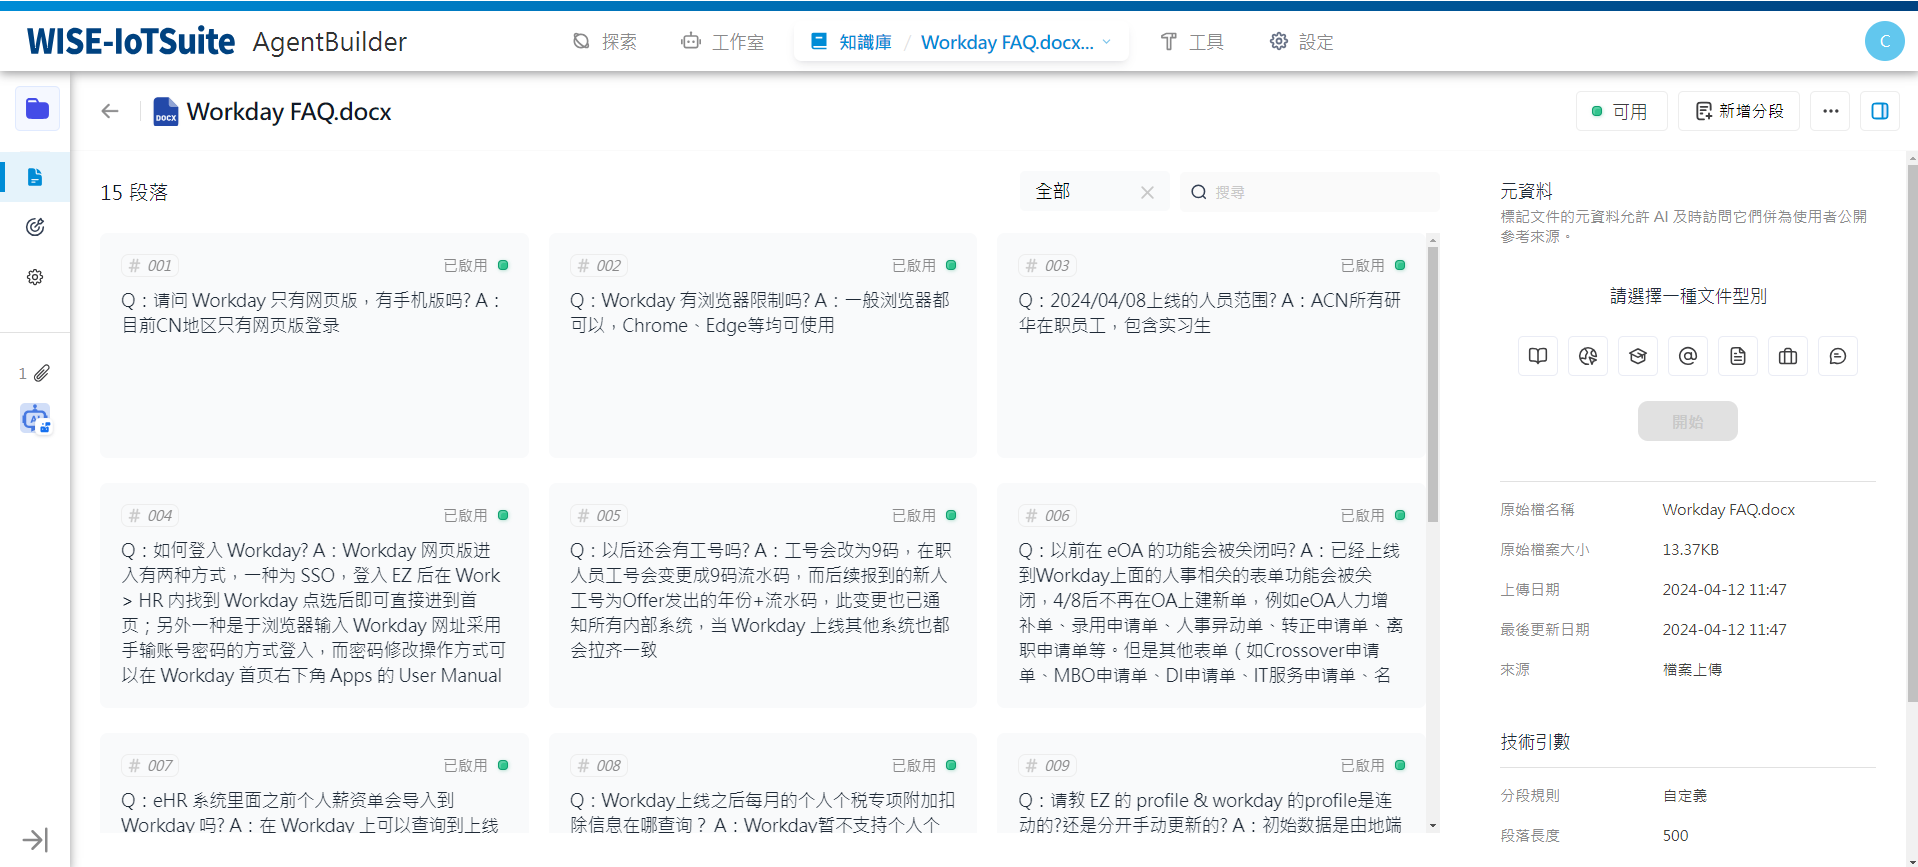 WISE-IoTSuite AgentBuilder
探索
工作室
知識庫 / Workday FAQ.docx...
工具
設定
C
DOCX Workday FAQ.docx
可用
新增分段
15 段落
全部
搜尋
# 001 已啟用
Q：请问 Workday 只有网页版，有手机版吗? A：
目前CN地区只有网页版登录
# 002 已啟用
Q：Workday 有浏览器限制吗? A：一般浏览器都
可以，Chrome、Edge等均可使用
# 003 已啟用
Q：2024/04/08上线的人员范围? A：ACN所有研
华在职员工，包含实习生
# 004 已啟用
Q：如何登入 Workday? A：Workday 网页版进
入有两种方式，一种为 SSO，登入 EZ 后在 Work
> HR 内找到 Workday 点选后即可直接进到首
页；另外一种是于浏览器输入 Workday 网址采用
手输账号密码的方式登入，而密码修改操作方式可
以在 Workday 首页右下角 Apps 的 User Manual
# 005 已啟用
Q：以后还会有工号吗? A：工号会改为9码，在职
人员工号会变更成9码流水码，而后续报到的新人
工号为Offer发出的年份+流水码，此变更也已通
知所有内部系统，当 Workday 上线其他系统也都
会拉齐一致
# 006 已啟用
Q：以前在 eOA 的功能会被关闭吗? A：已经上线
到Workday上面的人事相关的表单功能会被关
闭，4/8后不再在OA上建新单，例如eOA人力增
补单、录用申请单、人事异动单、转正申请单、离
职申请单等。但是其他表单（如Crossover申请
单、MBO申请单、DI申请单、IT服务申请单、名
# 007 已啟用
Q：eHR 系统里面之前个人薪资单会导入到
Workday 吗? A：在 Workday 上可以查询到上线
# 008 已啟用
Q：Workday上线之后每月的个人个税专项附加扣
除信息在哪查询？ A：Workday暂不支持个人个
# 009 已啟用
Q：请教 EZ 的 profile & workday 的profile是连
动的?还是分开手动更新的? A：初始数据是由地端
1
元資料
標記文件的元資料允許 AI 及時訪問它們併為使用者公開
參考來源。
請選擇一種文件型別
開始
原始檔名稱 Workday FAQ.docx
原始檔案大小 13.37KB
上傳日期 2024-04-12 11:47
最後更新日期 2024-04-12 11:47
來源 檔案上傳
技術引數
分段規則 自定義
段落長度 500